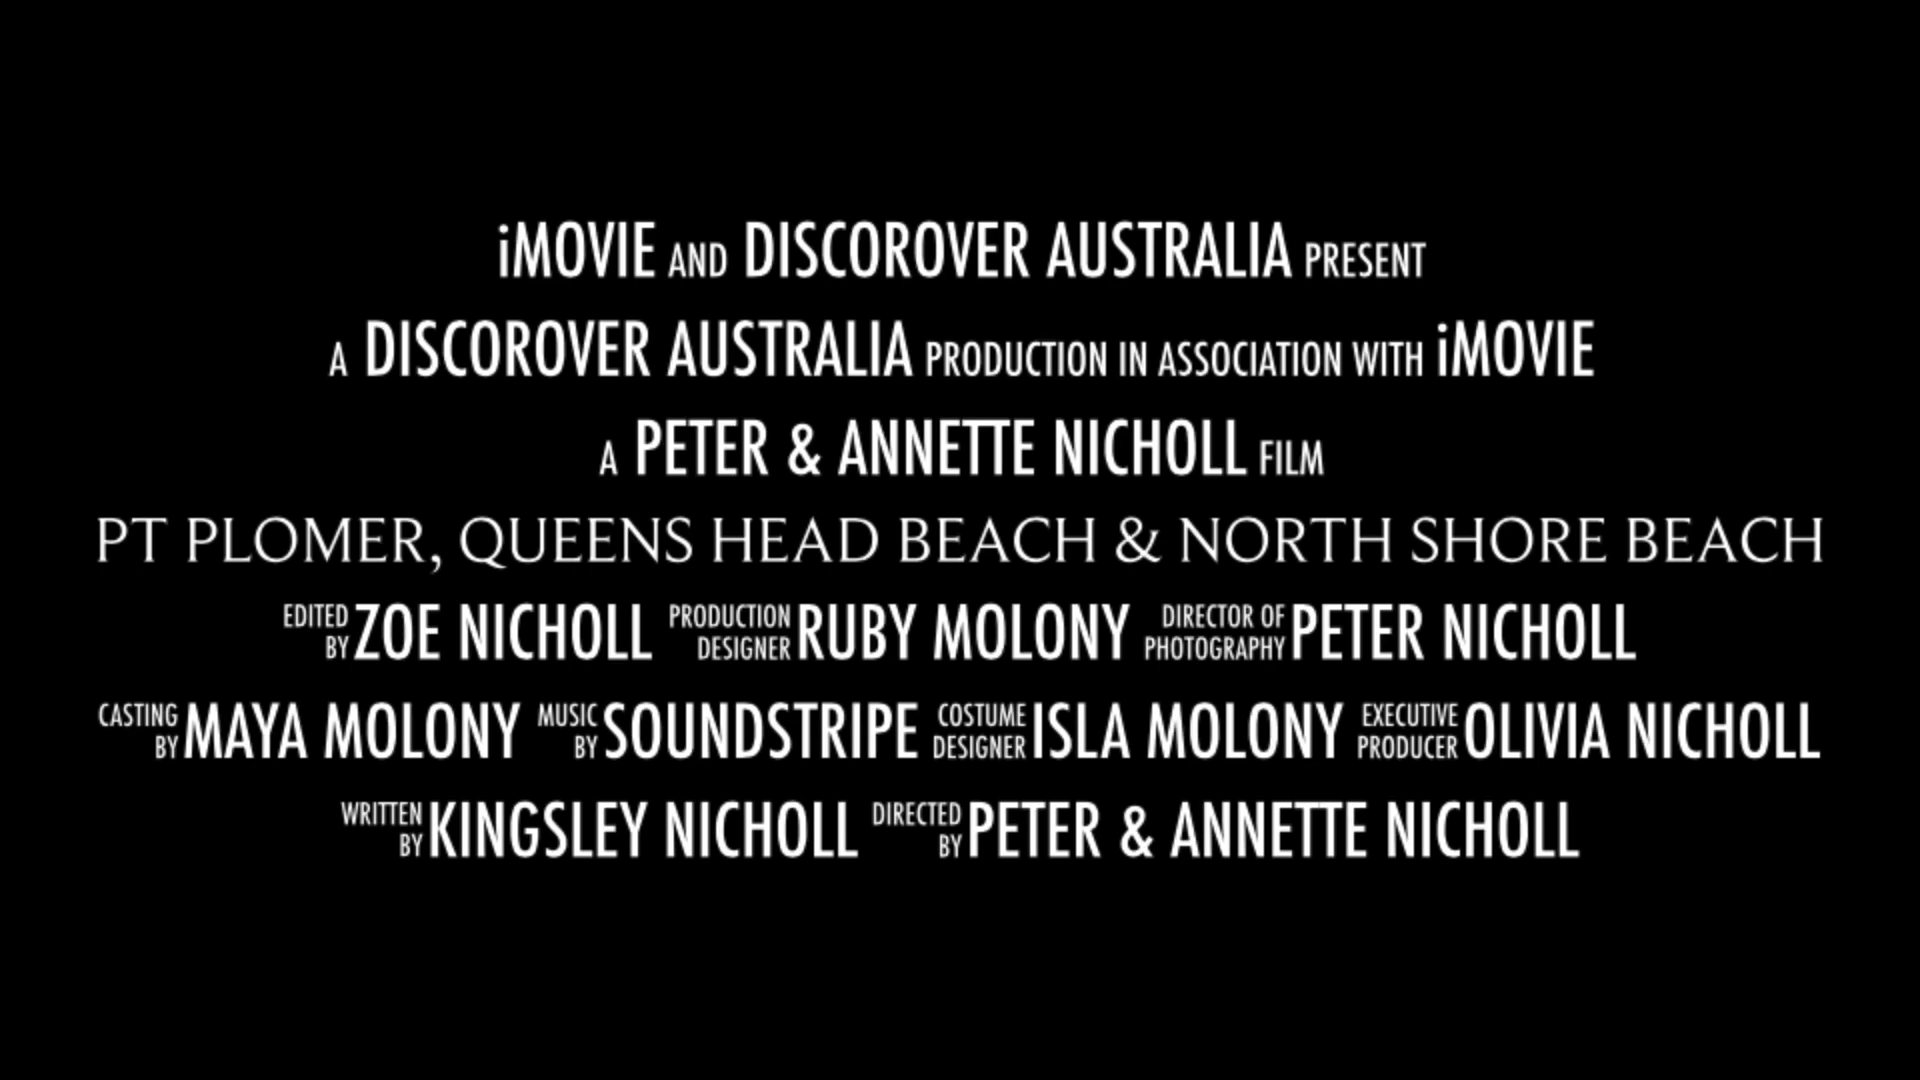 iMOVIE AND DISCOROVER AUSTRALIA PRESENT
A DISCOROVER AUSTRALIA PRODUCTION IN ASSOCIATION WITH iMOVIE
A PETER & ANNETTE NICHOLL FILM
PT PLOMER, QUEENS HEAD BEACH & NORTH SHORE BEACH
EDITED BY ZOE NICHOLL PRODUCTION DESIGNER RUBY MOLONY DIRECTOR OF PHOTOGRAPHY PETER NICHOLL
CASTING BY MAYA MOLONY MUSIC BY SOUNDSTRIPE COSTUME DESIGNER ISLA MOLONY EXECUTIVE PRODUCER OLIVIA NICHOLL
WRITTEN BY KINGSLEY NICHOLL DIRECTED BY PETER & ANNETTE NICHOLL